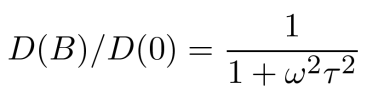 D(B)/D(0) = \frac{1}{1 + \omega^2 \tau^2}